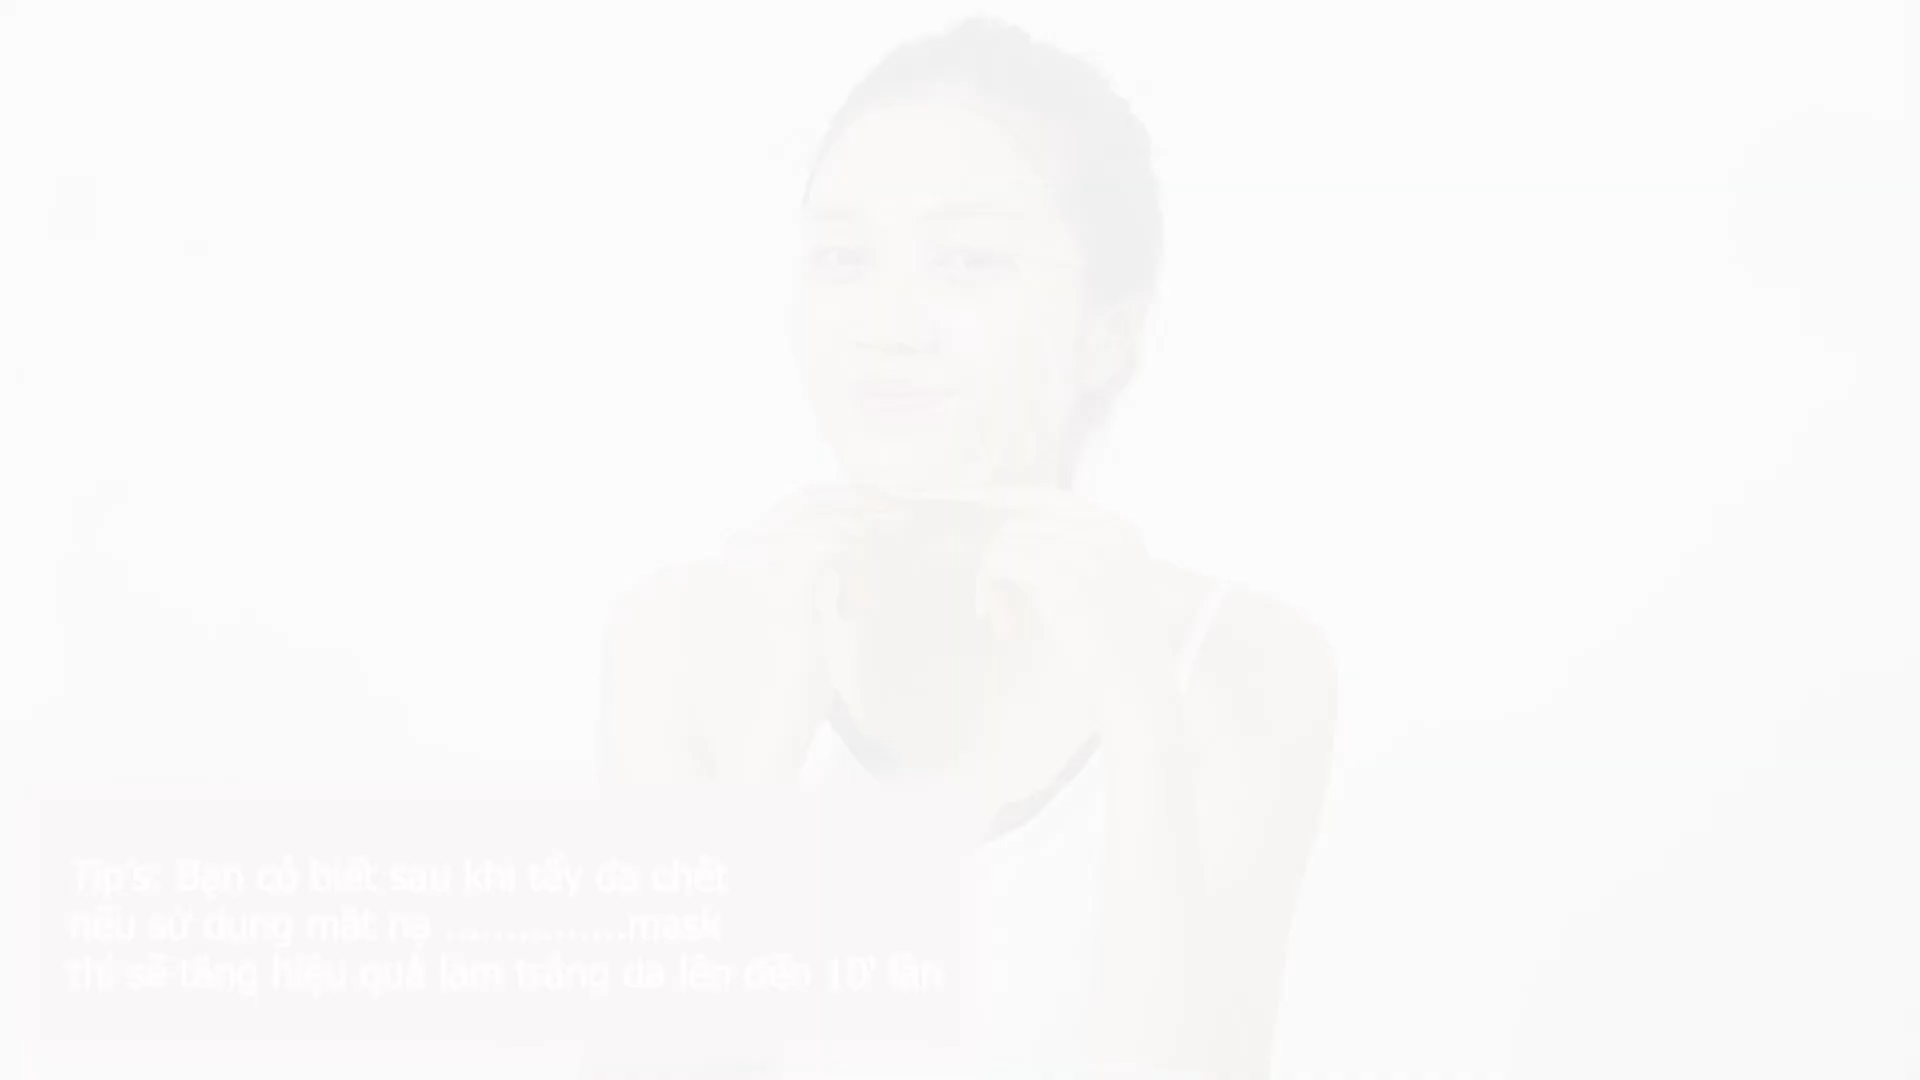 Tip's: Bạn có biết sau khi tẩy da chết
nếu sử dụng mặt nạ ..............mask
thì sẽ tăng hiệu quả làm trắng da lên đến 10' lần